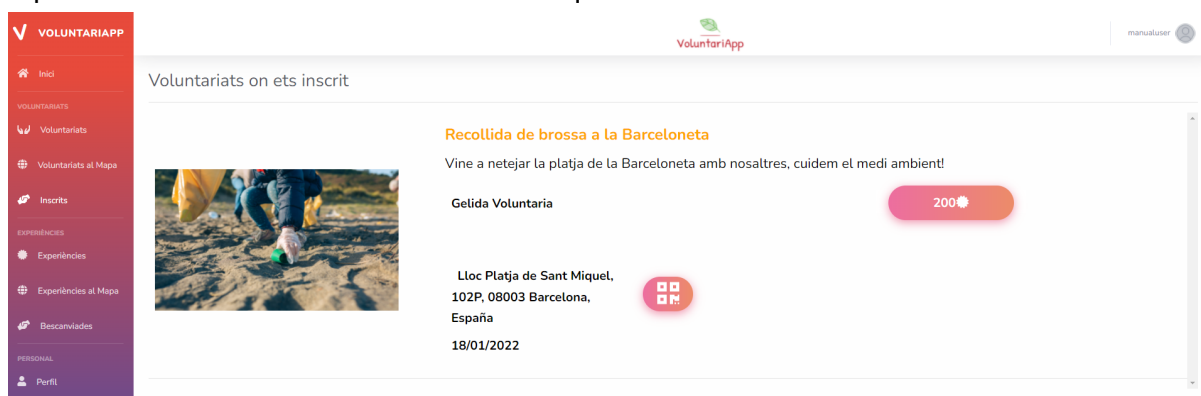 VOLUNTARIAPP
Inici
VOLUNTARIATS
Voluntariats
Voluntariats al Mapa
Inscrits
EXPERIÈNCIES
Experiències
Experiències al Mapa
Bescanviades
PERSONAL
Perfil
VoluntariApp
manualuser
Voluntariats on ets inscrit
Recollida de brossa a la Barceloneta
Vine a netejar la platja de la Barceloneta amb nosaltres, cuidem el medi ambient!
Gelida Voluntaria
200
Lloc Platja de Sant Miquel,
102P, 08003 Barcelona,
España
18/01/2022